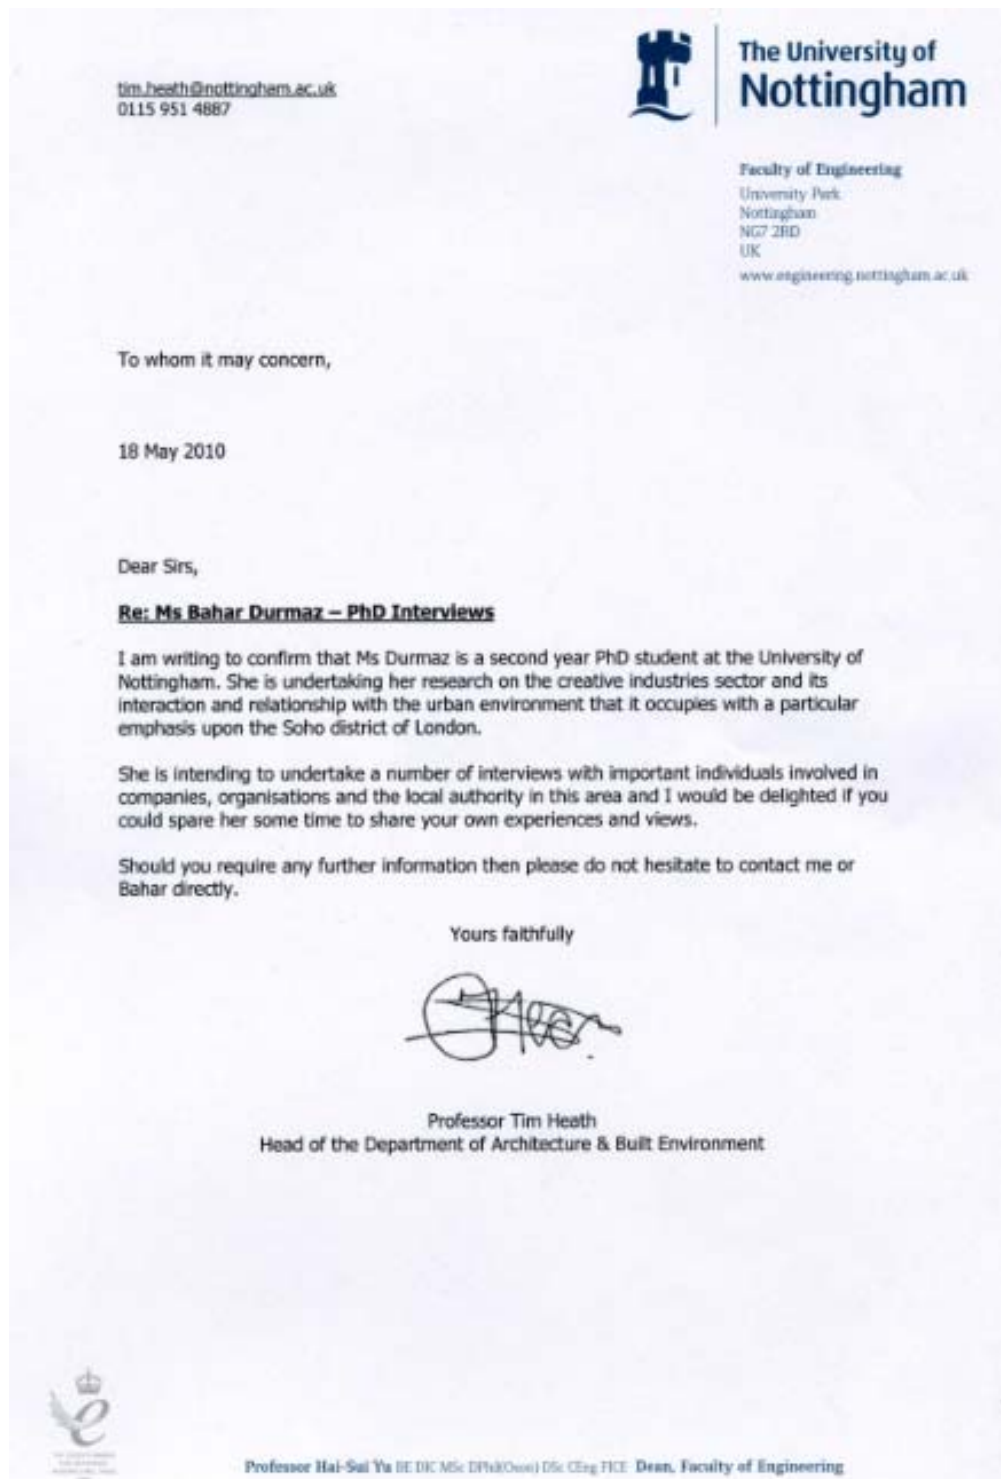 tim.heath@nottingham.ac.uk
0115 951 4887
The University of
Nottingham
Faculty of Engineering
University Park
Nottingham
NG7 2RD
UK
www.engineering.nottingham.ac.uk
To whom it may concern,
18 May 2010
Dear Sirs,
Re: Ms Bahar Durmaz – PhD Interviews
I am writing to confirm that Ms Durmaz is a second year PhD student at the University of
Nottingham. She is undertaking her research on the creative industries sector and its
interaction and relationship with the urban environment that it occupies with a particular
emphasis upon the Soho district of London.
She is intending to undertake a number of interviews with important individuals involved in
companies, organisations and the local authority in this area and I would be delighted if you
could spare her some time to share your own experiences and views.
Should you require any further information then please do not hesitate to contact me or
Bahar directly.
Yours faithfully
Professor Tim Heath
Head of the Department of Architecture & Built Environment
Professor Hai-Sui Yu BE DIC MSc DPhil(Oxon) DSc CEng FICE Dean, Faculty of Engineering